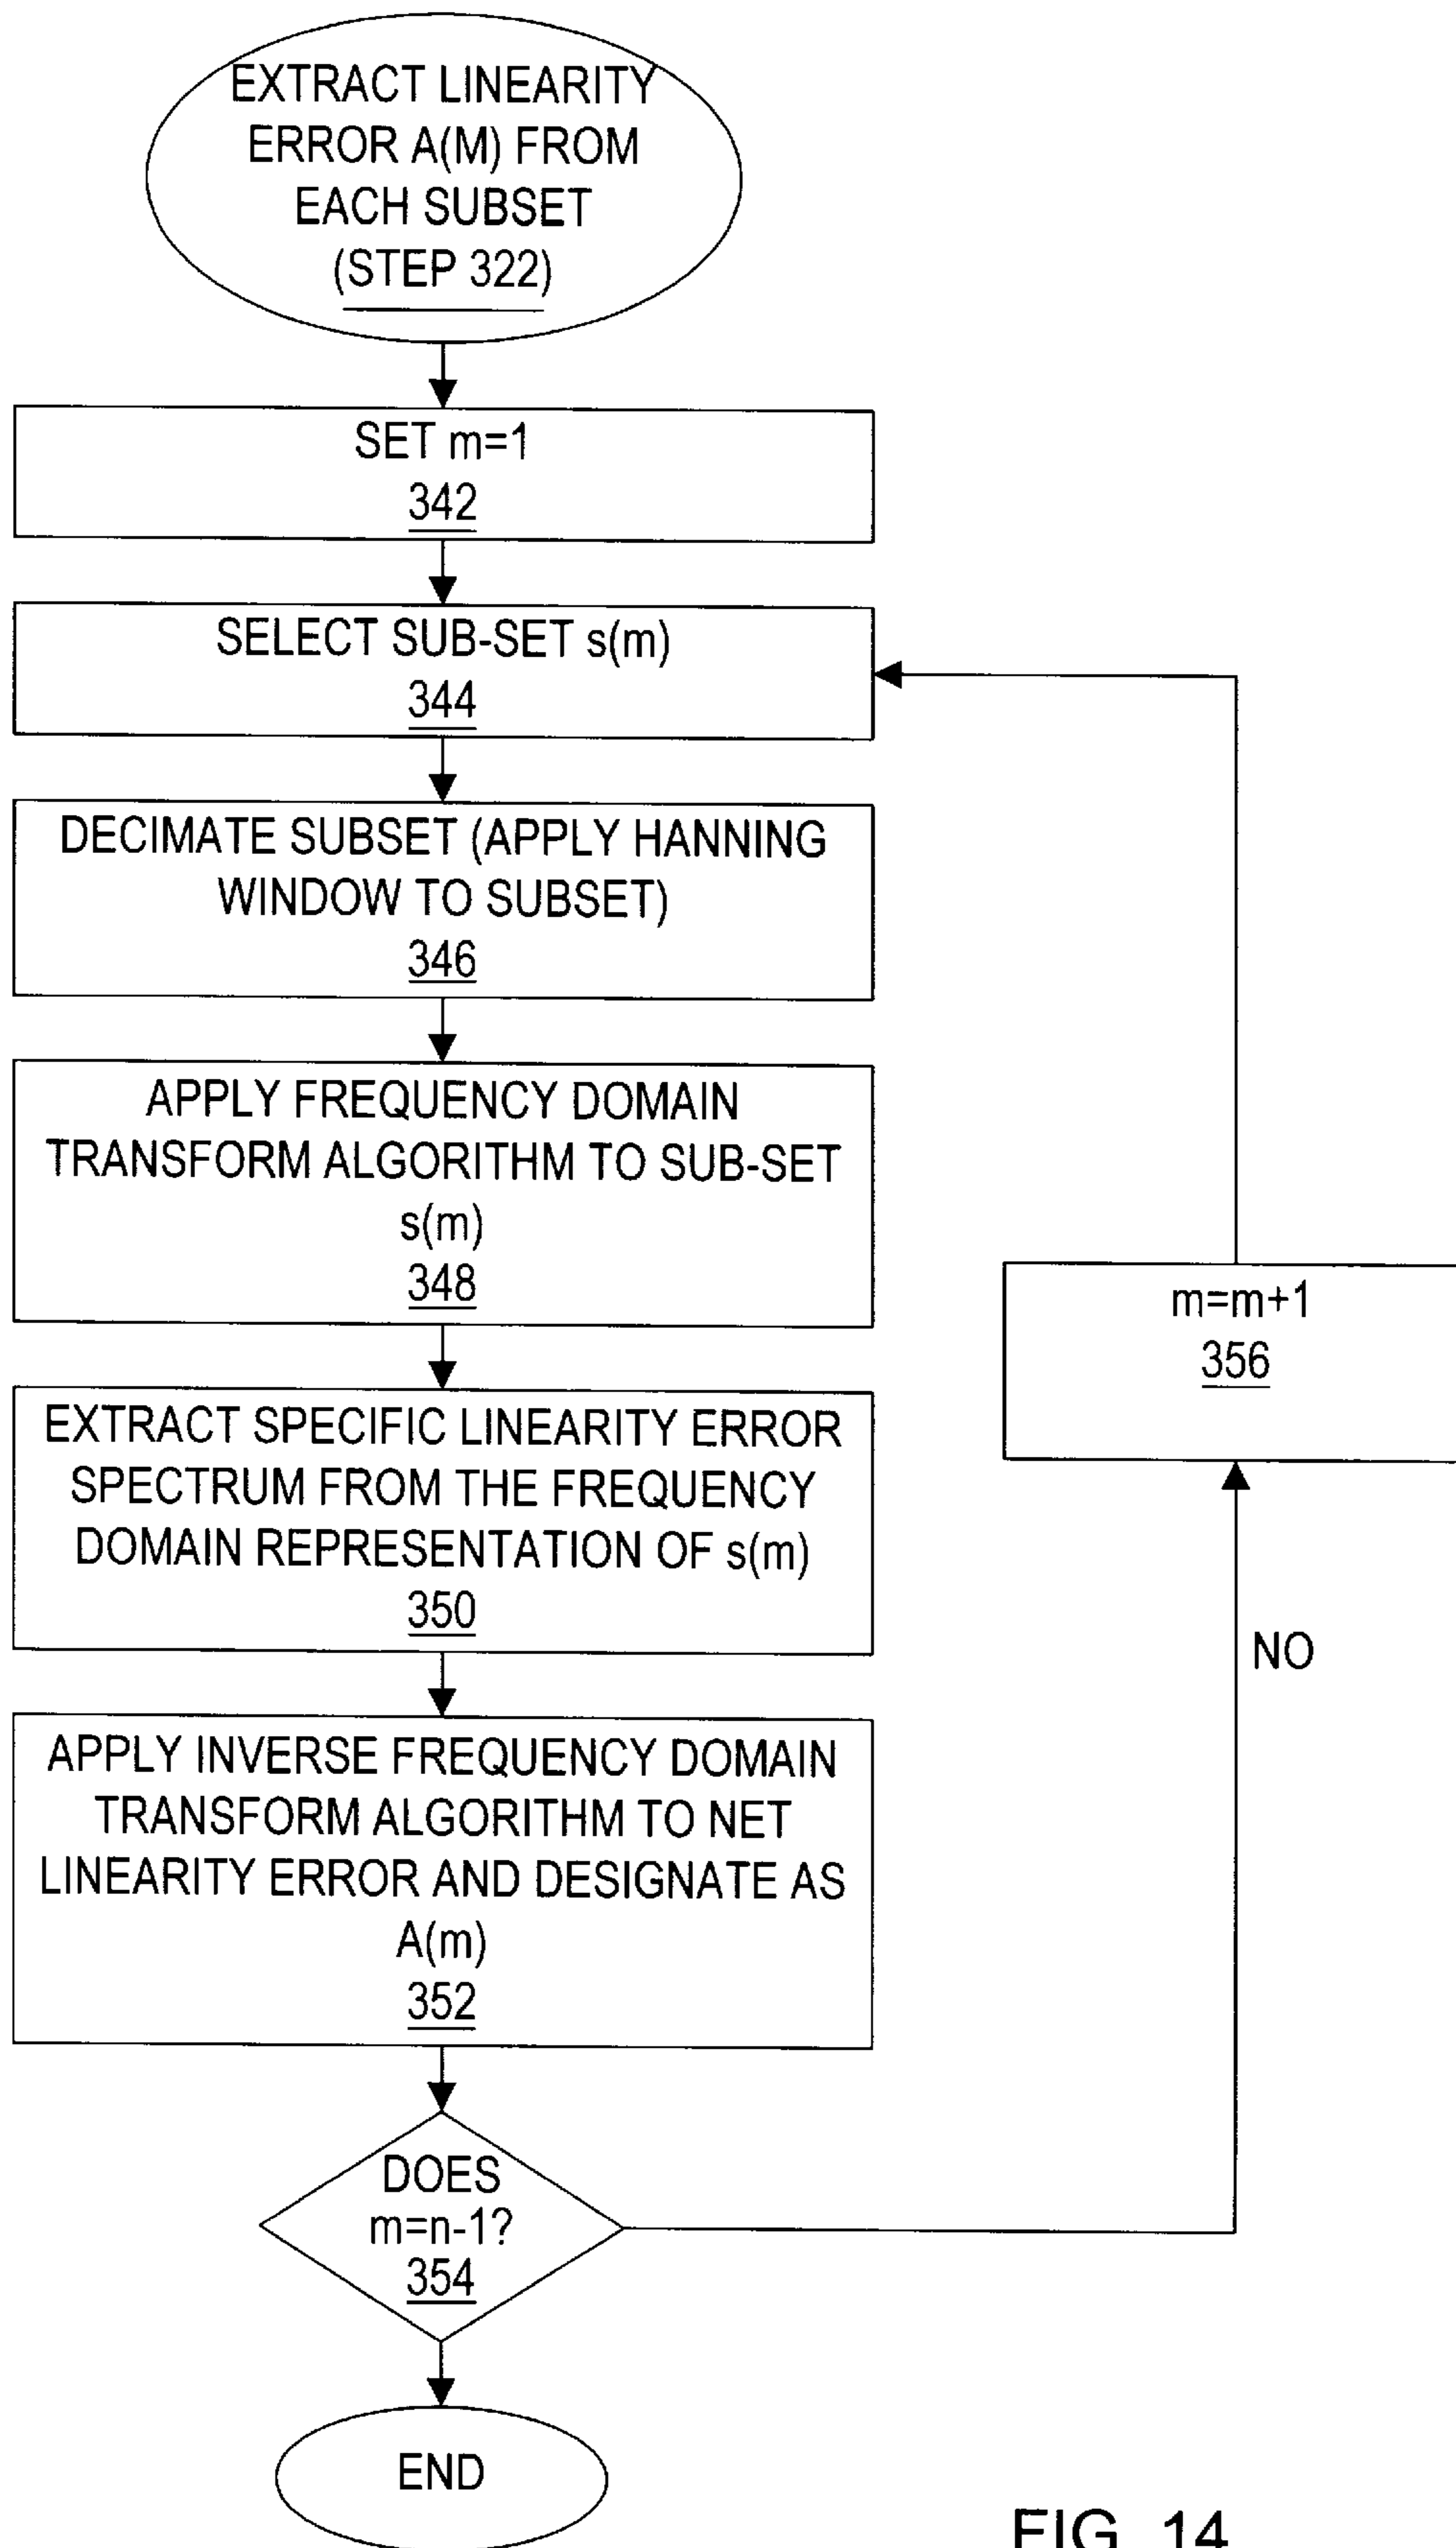 EXTRACT LINEARITY
ERROR A(M) FROM
EACH SUBSET
(STEP 322)
SET m=1
342
SELECT SUB-SET s(m)
344
DECIMATE SUBSET (APPLY HANNING
WINDOW TO SUBSET)
346
APPLY FREQUENCY DOMAIN
TRANSFORM ALGORITHM TO SUB-SET
s(m)
348
m=m+1
356
EXTRACT SPECIFIC LINEARITY ERROR
SPECTRUM FROM THE FREQUENCY
DOMAIN REPRESENTATION OF s(m)
350
NO
APPLY INVERSE FREQUENCY DOMAIN
TRANSFORM ALGORITHM TO NET
LINEARITY ERROR AND DESIGNATE AS
A(m)
352
DOES
m=n-1?
354
END
FIG. 14